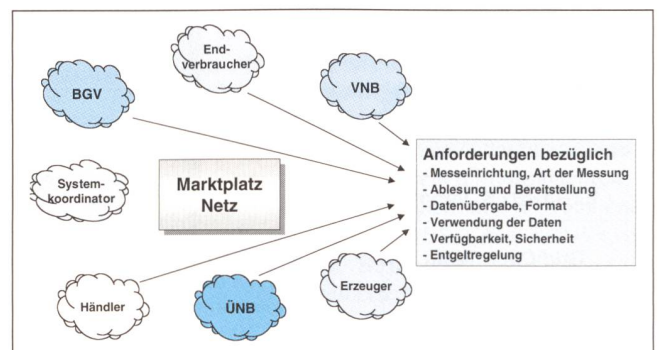 End-
verbraucher
BGV
VNB
System-
koordinator
Marktplatz
Netz
Anforderungen bezüglich
- Messeinrichtung, Art der Messung
- Ablesung und Bereitstellung
- Datenübergabe, Format
- Verwendung der Daten
- Verfügbarkeit, Sicherheit
- Entgeltregelung
Händler
ÜNB
Erzeuger